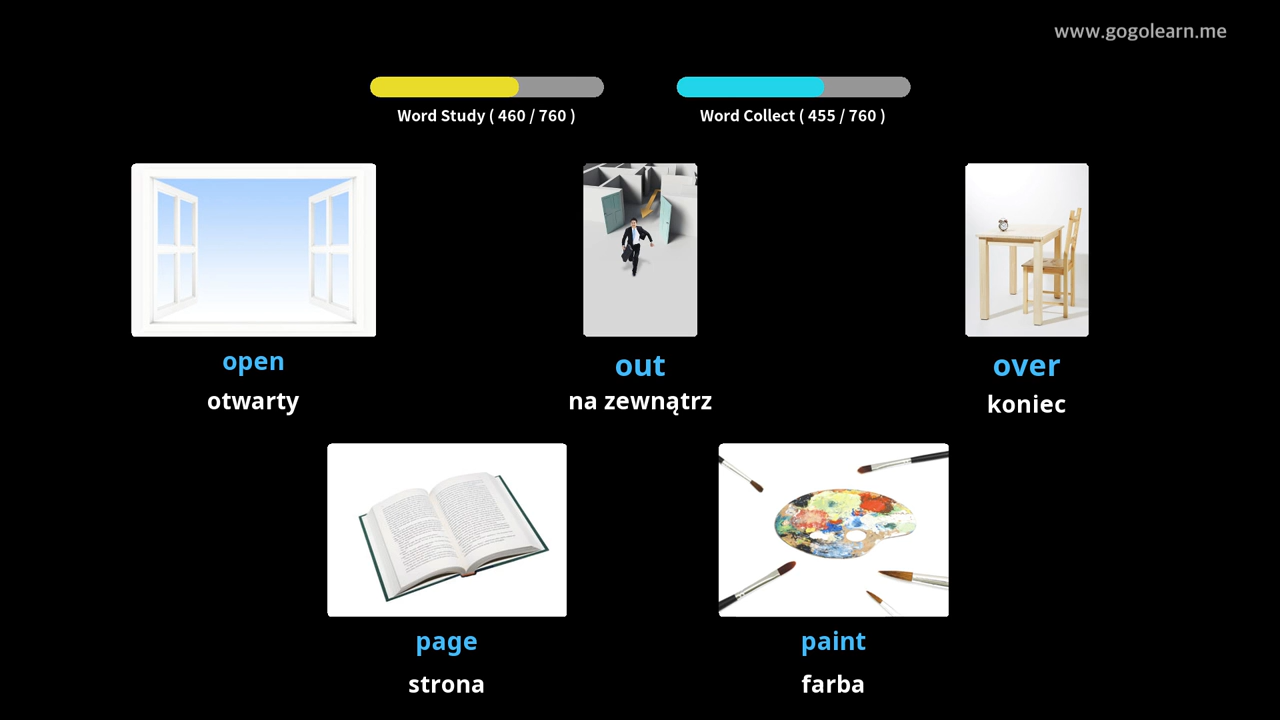 www.gogolearn.me
Word Study ( 460 / 760 )
Word Collect ( 455 / 760 )
open
otwarty
out
na zewnątrz
over
koniec
page
strona
paint
farba